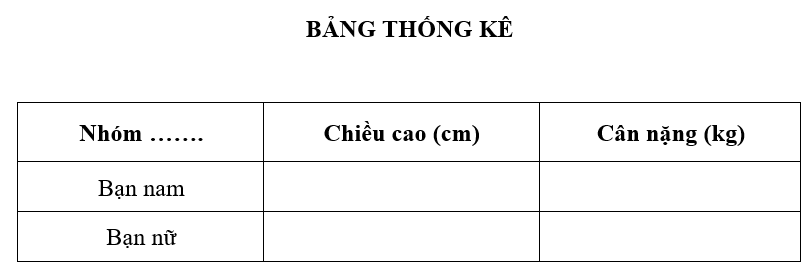 BẢNG THỐNG KÊ
Nhóm ……. Chiều cao (cm) Cân nặng (kg)
Bạn nam
Bạn nữ